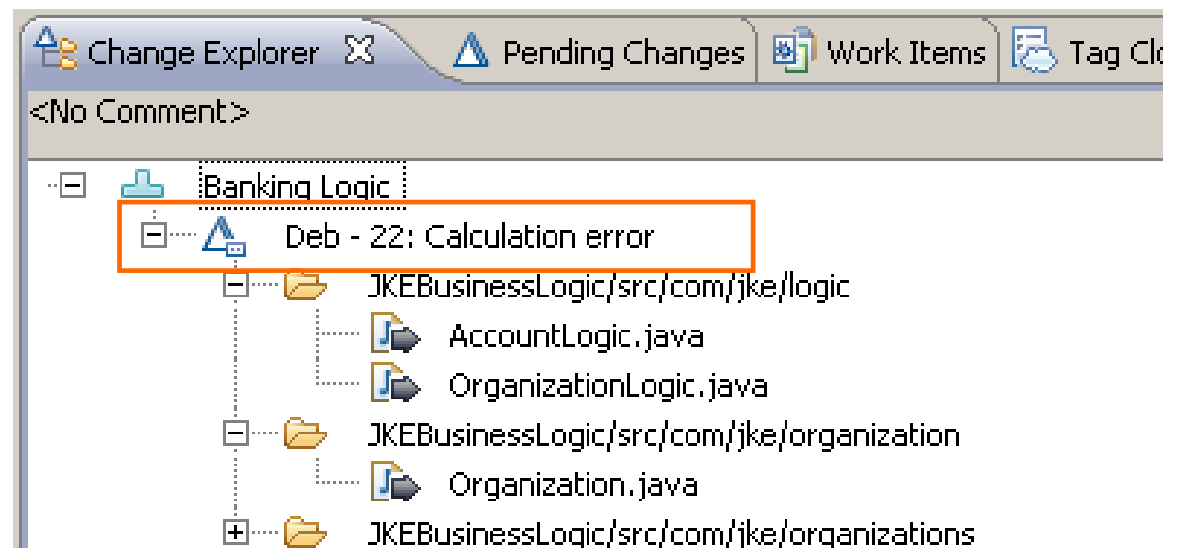 Change Explorer Pending Changes Work Items Tag Clo
<No Comment>
Banking Logic
Deb - 22: Calculation error
JKEBusinessLogic/src/com/jke/logic
AccountLogic.java
OrganizationLogic.java
JKEBusinessLogic/src/com/jke/organization
Organization.java
JKEBusinessLogic/src/com/jke/organizations